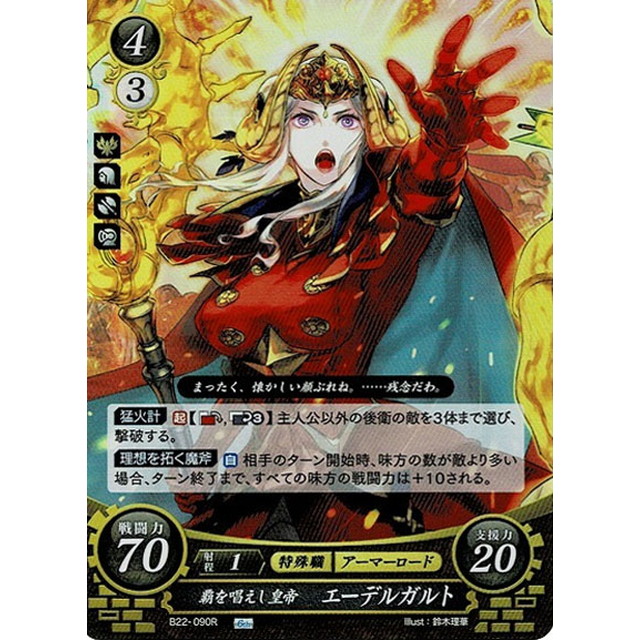 4
3
まったく、懐かしい顔ぶれね。……残念だわ。
猛火計 起【, 3】主人公以外の後衛の敵を3体まで選び、
撃破する。
理想を拓く魔斧 自 相手のターン開始時、味方の数が敵より多い
場合、ターン終了まで、すべての味方の戦闘力は＋10される。
戦闘力 70 射程 1 特殊職 アーマーロード 支援力 20
覇を唱えし皇帝 エーデルガルト
B22-090R Illust：鈴木理華